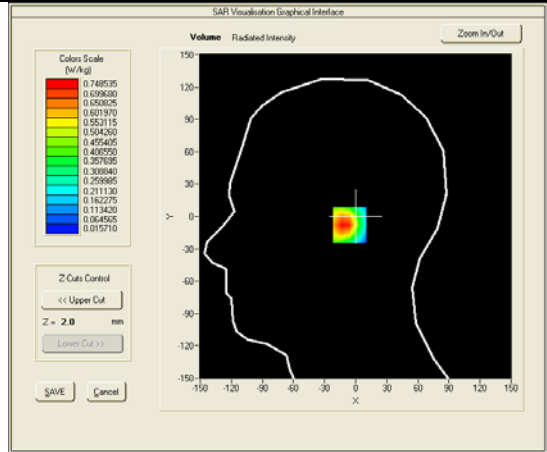 SAR Visualisation Graphical Interface
Volume Radiated Intensity
Zoom In/Out
Colors Scale
(W/kg)
0.748535
0.699680
0.650825
0.601970
0.553115
0.504260
0.455405
0.406550
0.357695
0.308840
0.259985
0.211130
0.162275
0.113420
0.064565
0.015710
Z-Cuts Control
<< Upper Cut
Z = 2.0 mm
Lower Cut >>
SAVE Cancel
150
120
90
60
30
0
-30
-60
-90
-120
-150
Y
-150 -120 -90 -60 -30 0 30 60 90 120 150
X